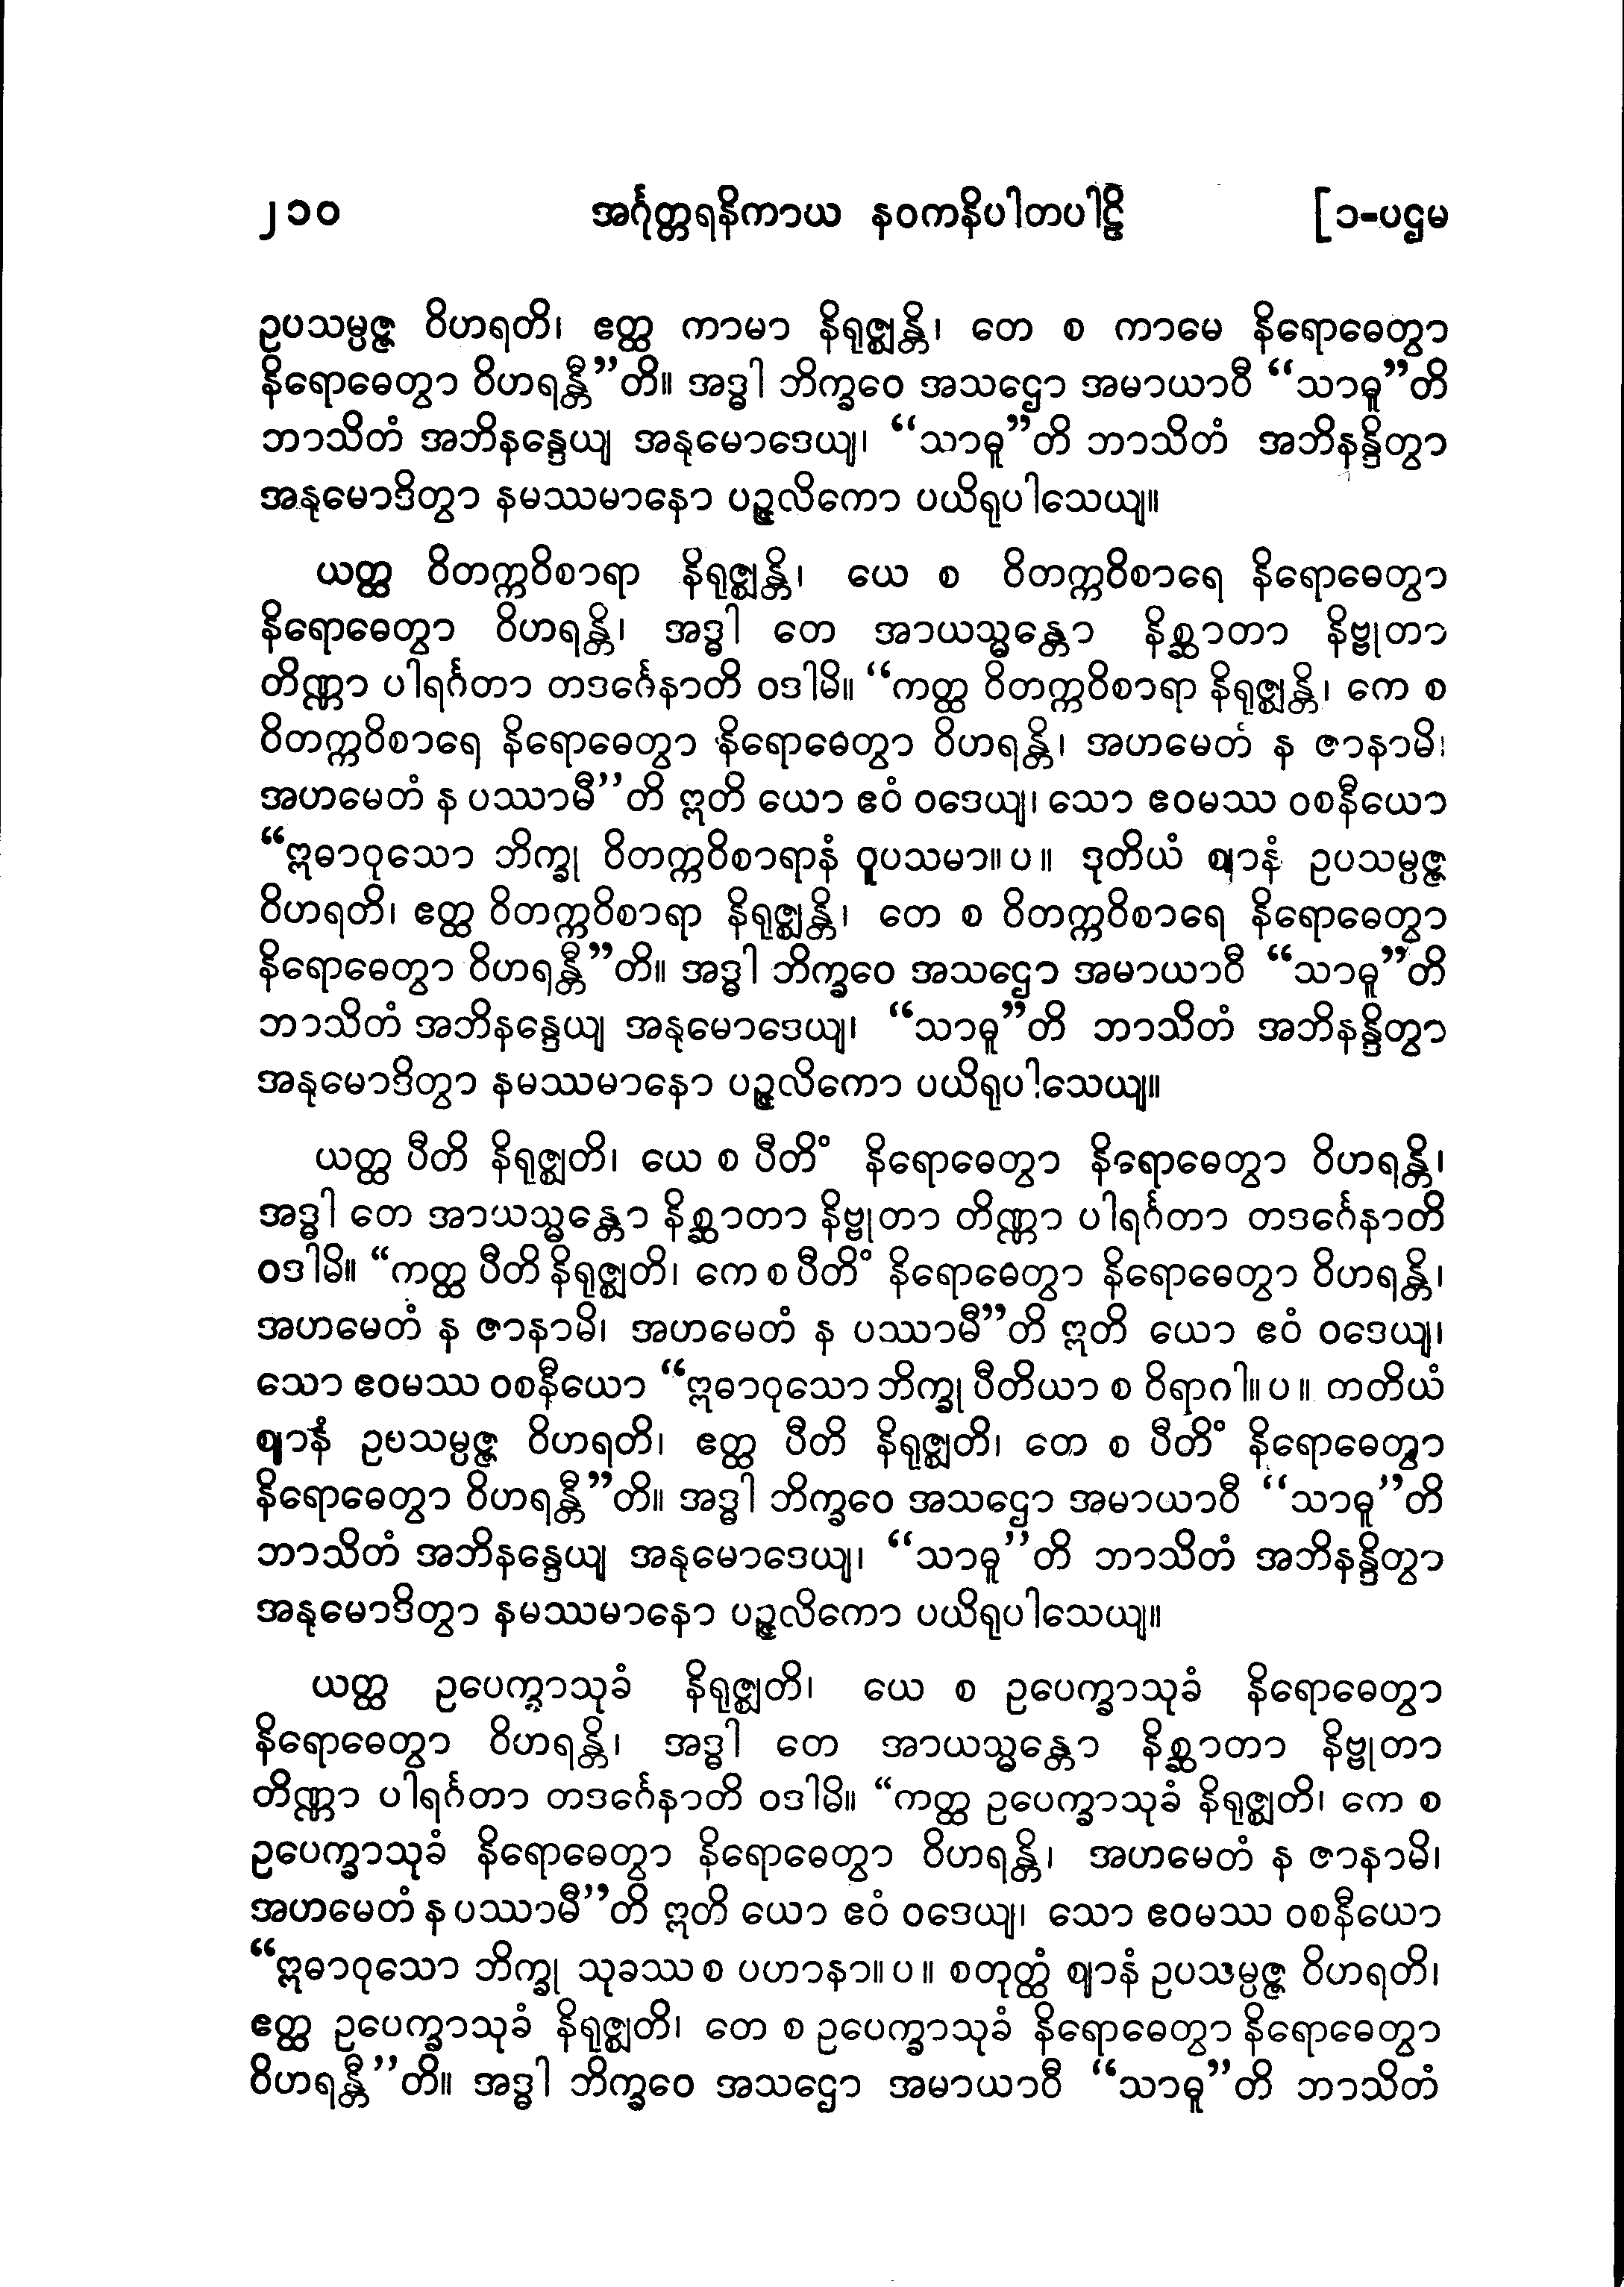 ၂၁၀ အင်္ဂုတ္တရနိကာယ နဝကနိပါတပါဠိ [၁-ပဌမ
ဥပသမ္ပဇ္ဇ ဝိဟရတိ၊ ဧတ္ထ ကာမာ နိရုဇ္ဈန္တိ၊ တေ စ ကာမေ နိရောဓေတွာ
နိရောဓေတွာ ဝိဟရန္တီ”တိ။ အဒ္ဓါ ဘိက္ခဝေ အသဌော အမာယာဝီ “သာဓူ”တိ
ဘာသိတံ အဘိနန္ဒေယျ အနုမောဒေယျ၊ “သာဓူ”တိ ဘာသိတံ အဘိနန္ဒိတွာ
အနုမောဒိတွာ နမဿမာနော ပဉ္ဇလိကော ပယိရုပါသေယျ။
ယတ္ထ ဝိတက္ကဝိစာရာ နိရုဇ္ဈန္တိ၊ ယေ စ ဝိတက္ကဝိစာရေ နိရောဓေတွာ
နိရောဓေတွာ ဝိဟရန္တိ၊ အဒ္ဓါ တေ အာယသ္မန္တော နိစ္ဆာတာ နိဗ္ဗုတာ
တိဏ္ဏာ ပါရင်္ဂတာ တဒင်္ဂေနာတိ ဝဒါမိ။ “ကတ္ထ ဝိတက္ကဝိစာရာ နိရုဇ္ဈန္တိ၊ ကေ စ
ဝိတက္ကဝိစာရေ နိရောဓေတွာ နိရောဓေတွာ ဝိဟရန္တိ၊ အဟမေတံ န ဇာနာမိ၊
အဟမေတံ န ပဿာမီ”တိ ဣတိ ယော ဧဝံ ဝဒေယျ၊ သော ဧဝမဿ ဝစနီယော
“ဣဓာဝုသော ဘိက္ခု ဝိတက္ကဝိစာရာနံ ဝူပသမာ။ပ။ ဒုတိယံ ဈာနံ ဥပသမ္ပဇ္ဇ
ဝိဟရတိ၊ ဧတ္ထ ဝိတက္ကဝိစာရာ နိရုဇ္ဈန္တိ၊ တေ စ ဝိတက္ကဝိစာရေ နိရောဓေတွာ
နိရောဓေတွာ ဝိဟရန္တီ”တိ။ အဒ္ဓါ ဘိက္ခဝေ အသဌော အမာယာဝီ “သာဓူ”တိ
ဘာသိတံ အဘိနန္ဒေယျ အနုမောဒေယျ၊ “သာဓူ”တိ ဘာသိတံ အဘိနန္ဒိတွာ
အနုမောဒိတွာ နမဿမာနော ပဉ္ဇလိကော ပယိရုပါသေယျ။
ယတ္ထ ပီတိ နိရုဇ္ဈတိ၊ ယေ စ ပီတိံ နိရောဓေတွာ နိရောဓေတွာ ဝိဟရန္တိ၊
အဒ္ဓါ တေ အာယသ္မန္တော နိစ္ဆာတာ နိဗ္ဗုတာ တိဏ္ဏာ ပါရင်္ဂတာ တဒင်္ဂေနာတိ
ဝဒါမိ။ “ကတ္ထ ပီတိ နိရုဇ္ဈတိ၊ ကေ စ ပီတိံ နိရောဓေတွာ နိရောဓေတွာ ဝိဟရန္တိ၊
အဟမေတံ န ဇာနာမိ၊ အဟမေတံ န ပဿာမီ”တိ ဣတိ ယော ဧဝံ ဝဒေယျ၊
သော ဧဝမဿ ဝစနီယော “ဣဓာဝုသော ဘိက္ခု ပီတိယာ စ ဝိရာဂါ။ပ။ တတိယံ
ဈာနံ ဥပသမ္ပဇ္ဇ ဝိဟရတိ၊ ဧတ္ထ ပီတိ နိရုဇ္ဈတိ၊ တေ စ ပီတိံ နိရောဓေတွာ
နိရောဓေတွာ ဝိဟရန္တီ”တိ။ အဒ္ဓါ ဘိက္ခဝေ အသဌော အမာယာဝီ “သာဓူ”တိ
ဘာသိတံ အဘိနန္ဒေယျ အနုမောဒေယျ၊ “သာဓူ”တိ ဘာသိတံ အဘိနန္ဒိတွာ
အနုမောဒိတွာ နမဿမာနော ပဉ္ဇလိကော ပယိရုပါသေယျ။
ယတ္ထ ဥပေက္ခာသုခံ နိရုဇ္ဈတိ၊ ယေ စ ဥပေက္ခာသုခံ နိရောဓေတွာ
နိရောဓေတွာ ဝိဟရန္တိ၊ အဒ္ဓါ တေ အာယသ္မန္တော နိစ္ဆာတာ နိဗ္ဗုတာ
တိဏ္ဏာ ပါရင်္ဂတာ တဒင်္ဂေနာတိ ဝဒါမိ။ “ကတ္ထ ဥပေက္ခာသုခံ နိရုဇ္ဈတိ၊ ကေ စ
ဥပေက္ခာသုခံ နိရောဓေတွာ နိရောဓေတွာ ဝိဟရန္တိ၊ အဟမေတံ န ဇာနာမိ၊
အဟမေတံ န ပဿာမီ”တိ ဣတိ ယော ဧဝံ ဝဒေယျ၊ သော ဧဝမဿ ဝစနီယော
“ဣဓာဝုသော ဘိက္ခု သုခဿ စ ပဟာနာ။ပ။ စတုတ္ထံ ဈာနံ ဥပသမ္ပဇ္ဇ ဝိဟရတိ၊
ဧတ္ထ ဥပေက္ခာသုခံ နိရုဇ္ဈတိ၊ တေ စ ဥပေက္ခာသုခံ နိရောဓေတွာ နိရောဓေတွာ
ဝိဟရန္တီ”တိ။ အဒ္ဓါ ဘိက္ခဝေ အသဌော အမာယာဝီ “သာဓူ”တိ ဘာသိတံ